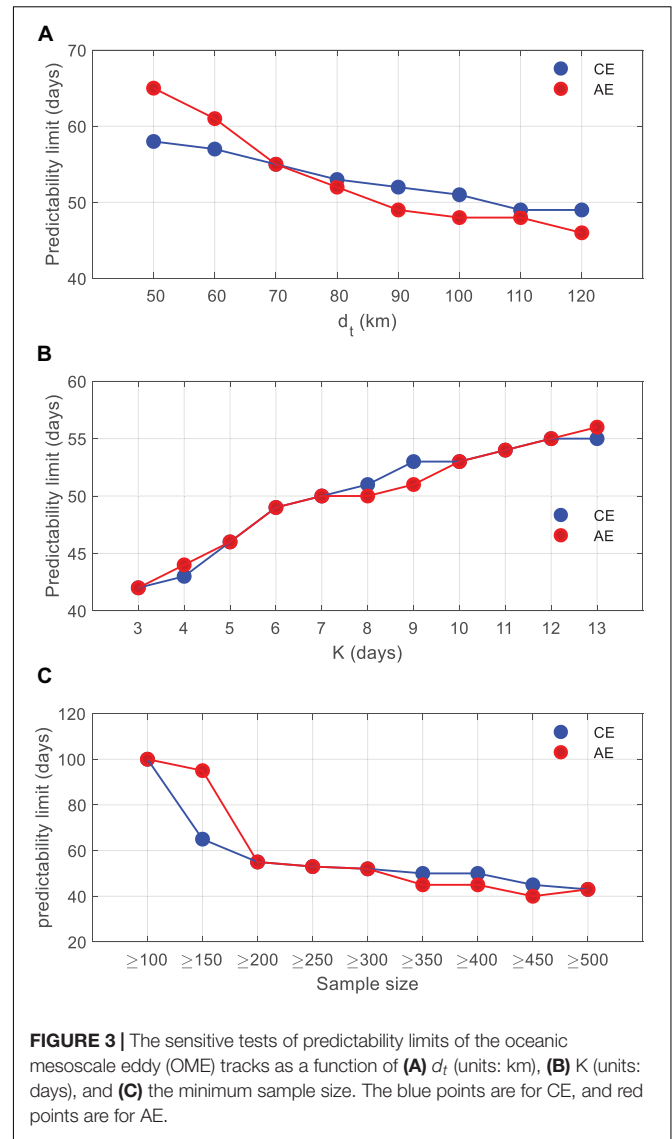 A
70
60
50
40
Predictability limit (days)
CE
AE
50 60 70 80 90 100 110 120
d_t (km)
B
60
55
50
45
40
Predictability limit (days)
CE
AE
3 4 5 6 7 8 9 10 11 12 13
K (days)
C
120
100
80
60
40
20
predictability limit (days)
CE
AE
≥100 ≥150 ≥200 ≥250 ≥300 ≥350 ≥400 ≥450 ≥500
Sample size
FIGURE 3 | The sensitive tests of predictability limits of the oceanic
mesoscale eddy (OME) tracks as a function of (A) d_t (units: km), (B) K (units:
days), and (C) the minimum sample size. The blue points are for CE, and red
points are for AE.